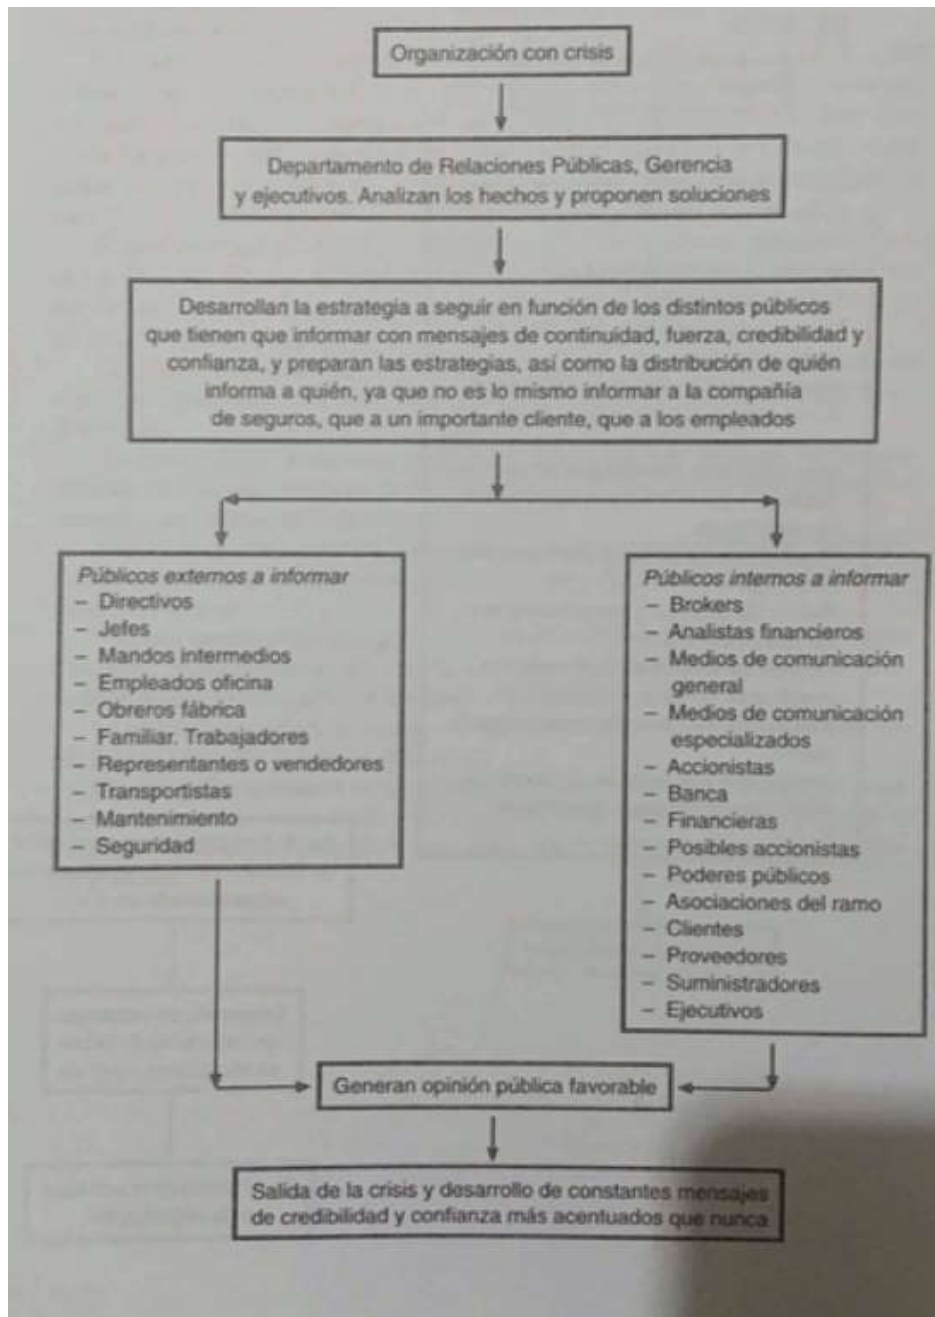 Organización con crisis
Departamento de Relaciones Públicas, Gerencia
y ejecutivos. Analizan los hechos y proponen soluciones
Desarrollan la estrategia a seguir en función de los distintos públicos
que tienen que informar con mensajes de continuidad, fuerza, credibilidad y
confianza, y preparan las estrategias, así como la distribución de quién
informa a quién, ya que no es lo mismo informar a la compañía
de seguros, que a un importante cliente, que a los empleados
Públicos externos a informar
– Directivos
– Jefes
– Mandos intermedios
– Empleados oficina
– Obreros fábrica
– Familiar. Trabajadores
– Representantes o vendedores
– Transportistas
– Mantenimiento
– Seguridad
Públicos internos a informar
– Brokers
– Analistas financieros
– Medios de comunicación
general
– Medios de comunicación
especializados
– Accionistas
– Banca
– Financieras
– Posibles accionistas
– Poderes públicos
– Asociaciones del ramo
– Clientes
– Proveedores
– Suministradores
– Ejecutivos
Generan opinión pública favorable
Salida de la crisis y desarrollo de constantes mensajes
de credibilidad y confianza más acentuados que nunca